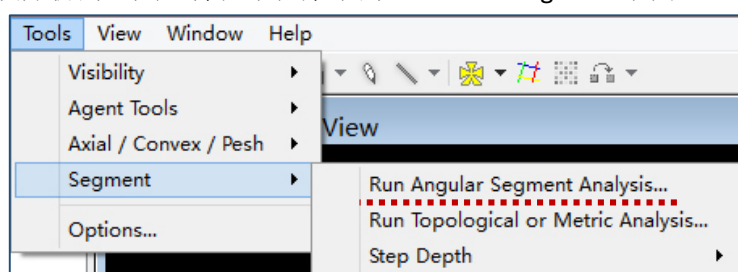 Tools View Window Help
Visibility
Agent Tools
Axial / Convex / Pesh
View
Segment
Run Angular Segment Analysis...
Run Topological or Metric Analysis...
Options...
Step Depth